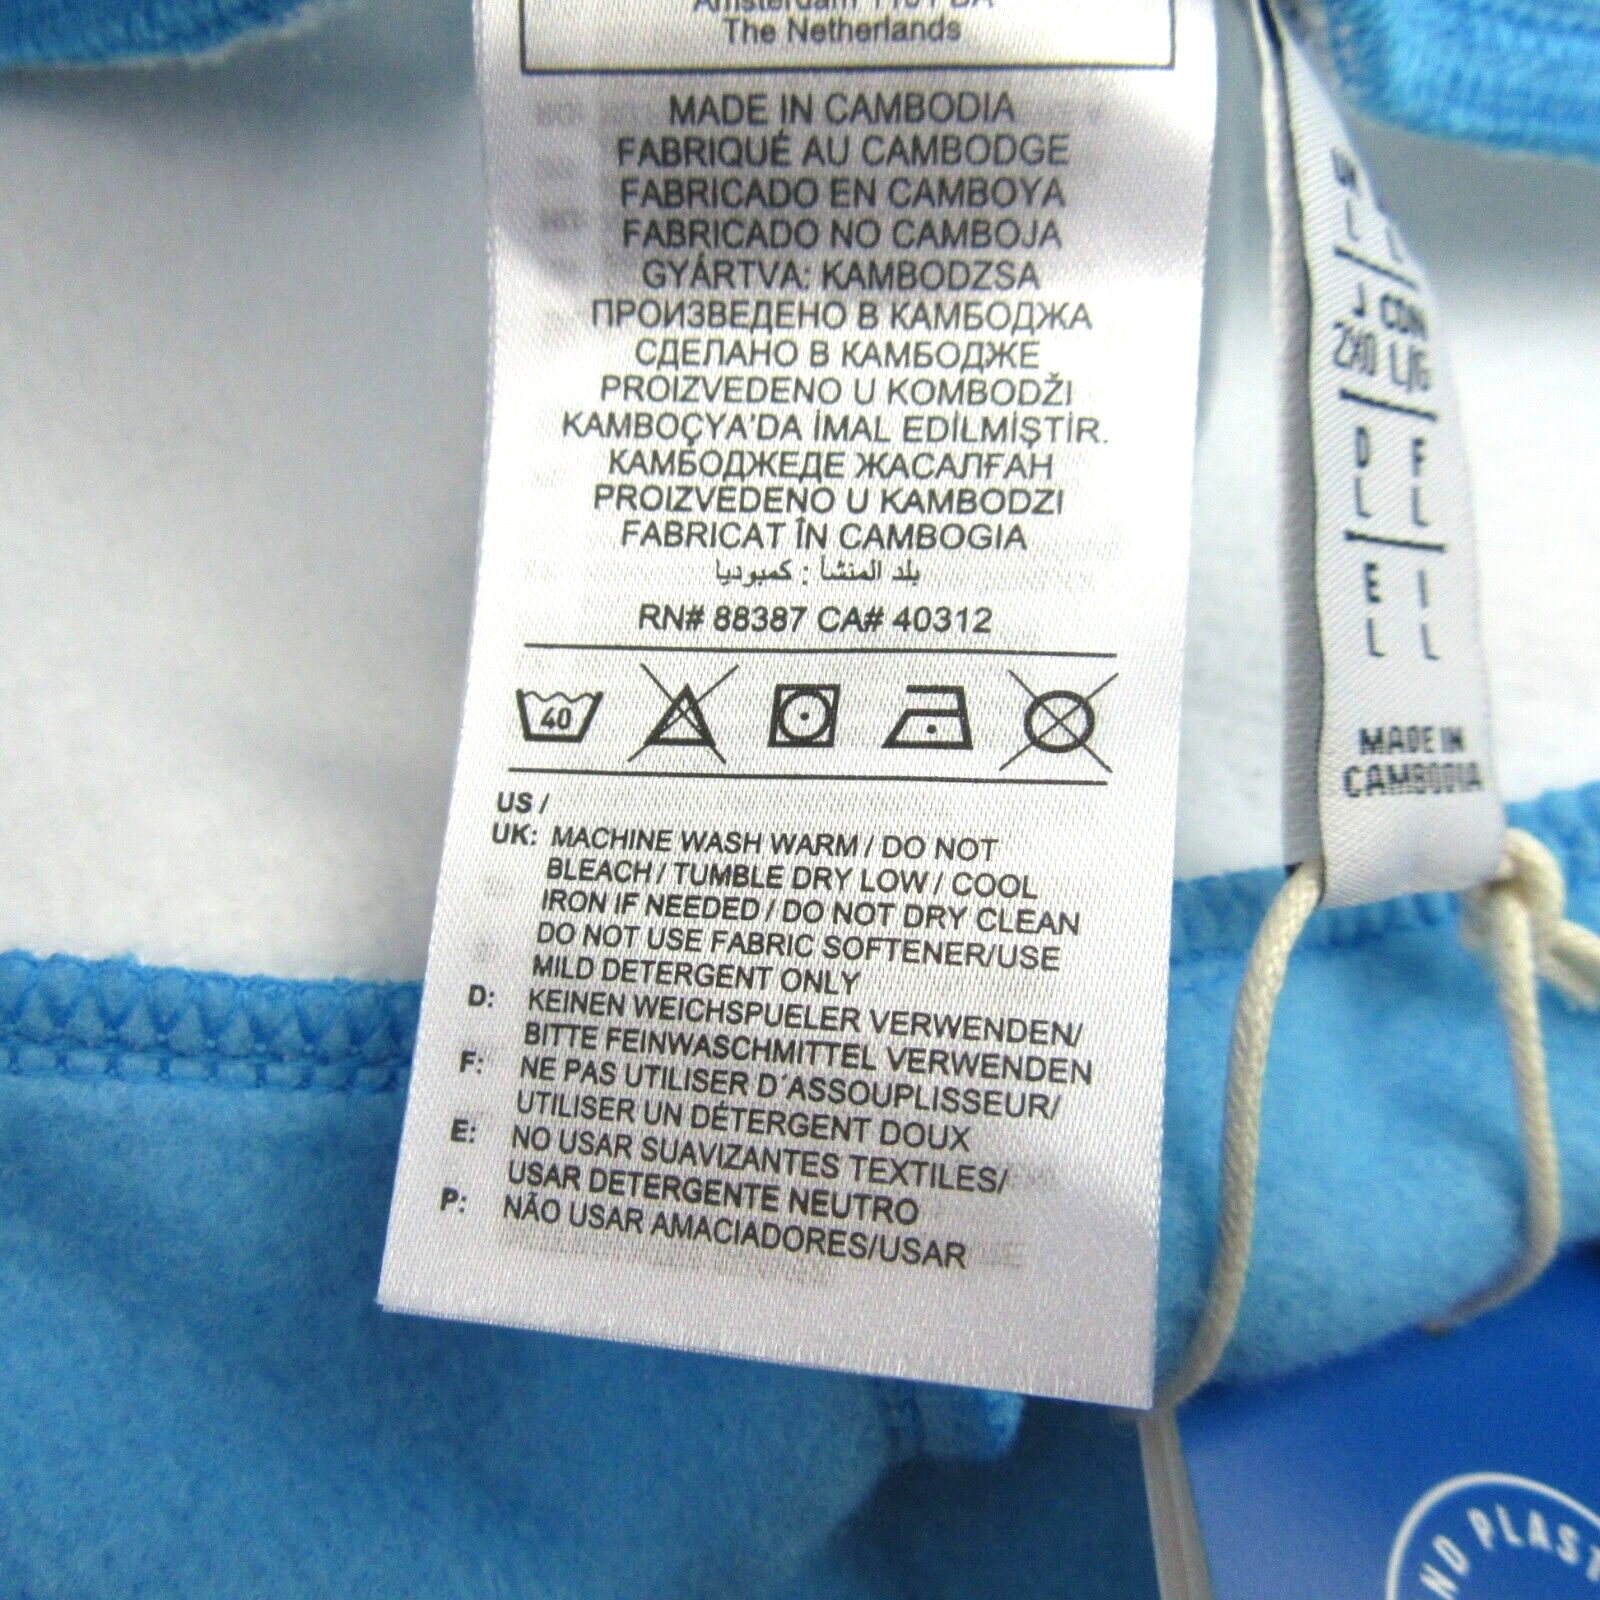 The Netherlands
MADE IN CAMBODIA
FABRIQUÉ AU CAMBODGE
FABRICADO EN CAMBOYA
FABRICADO NO CAMBOJA
GYÁRTVA: KAMBODZSA
ПРОИЗВЕДЕНО В КАМБОДЖА
СДЕЛАНО В КАМБОДЖЕ
PROIZVEDENO U KOMBODŽI
KAMBOÇYA'DA İMAL EDİLMİŞTİR.
КАМБОДЖЕДЕ ЖАСАЛҒАН
PROIZVEDENO U KAMBODZI
FABRICAT ÎN CAMBOGIA
بلد المنشأ : كمبوديا
RN# 88387 CA# 40312
40
US /
UK: MACHINE WASH WARM / DO NOT
BLEACH / TUMBLE DRY LOW / COOL
IRON IF NEEDED / DO NOT DRY CLEAN
DO NOT USE FABRIC SOFTENER/USE
MILD DETERGENT ONLY
D: KEINEN WEICHSPUELER VERWENDEN/
BITTE FEINWASCHMITTEL VERWENDEN
F: NE PAS UTILISER D´ASSOUPLISSEUR/
UTILISER UN DÉTERGENT DOUX
E: NO USAR SUAVIZANTES TEXTILES/
USAR DETERGENTE NEUTRO
P: NÃO USAR AMACIADORES/USAR
L L
J CDN
2XO L/G
D F
L L
E I
L L
MADE IN
CAMBODIA